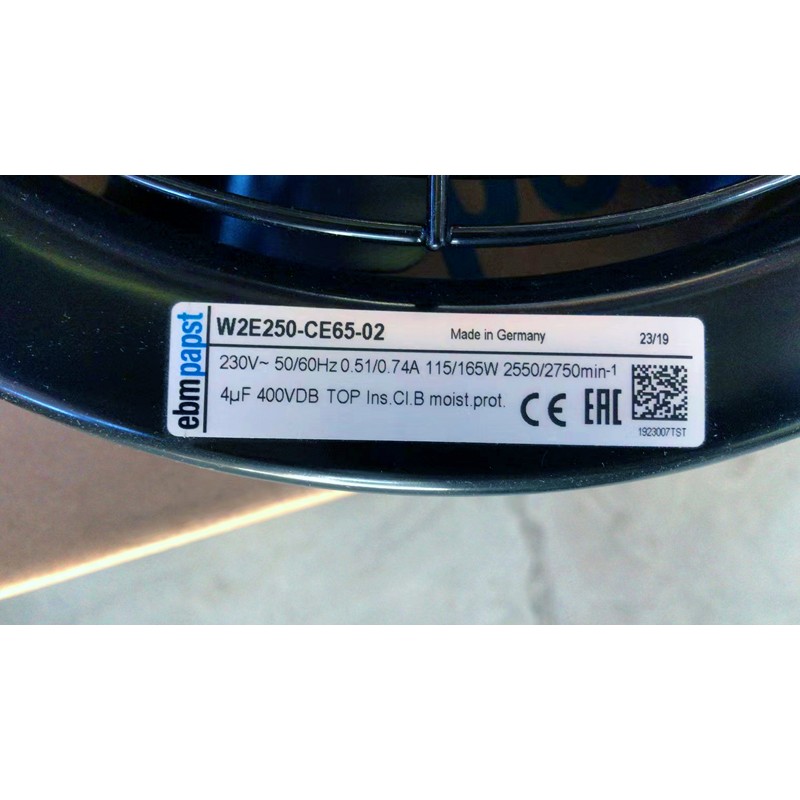 ebmpapst
W2E250-CE65-02 Made in Germany 23/19
230V~ 50/60Hz 0.51/0.74A 115/165W 2550/2750min-1
4µF 400VDB TOP Ins.Cl.B moist.prot. CE EAC
1923007TST